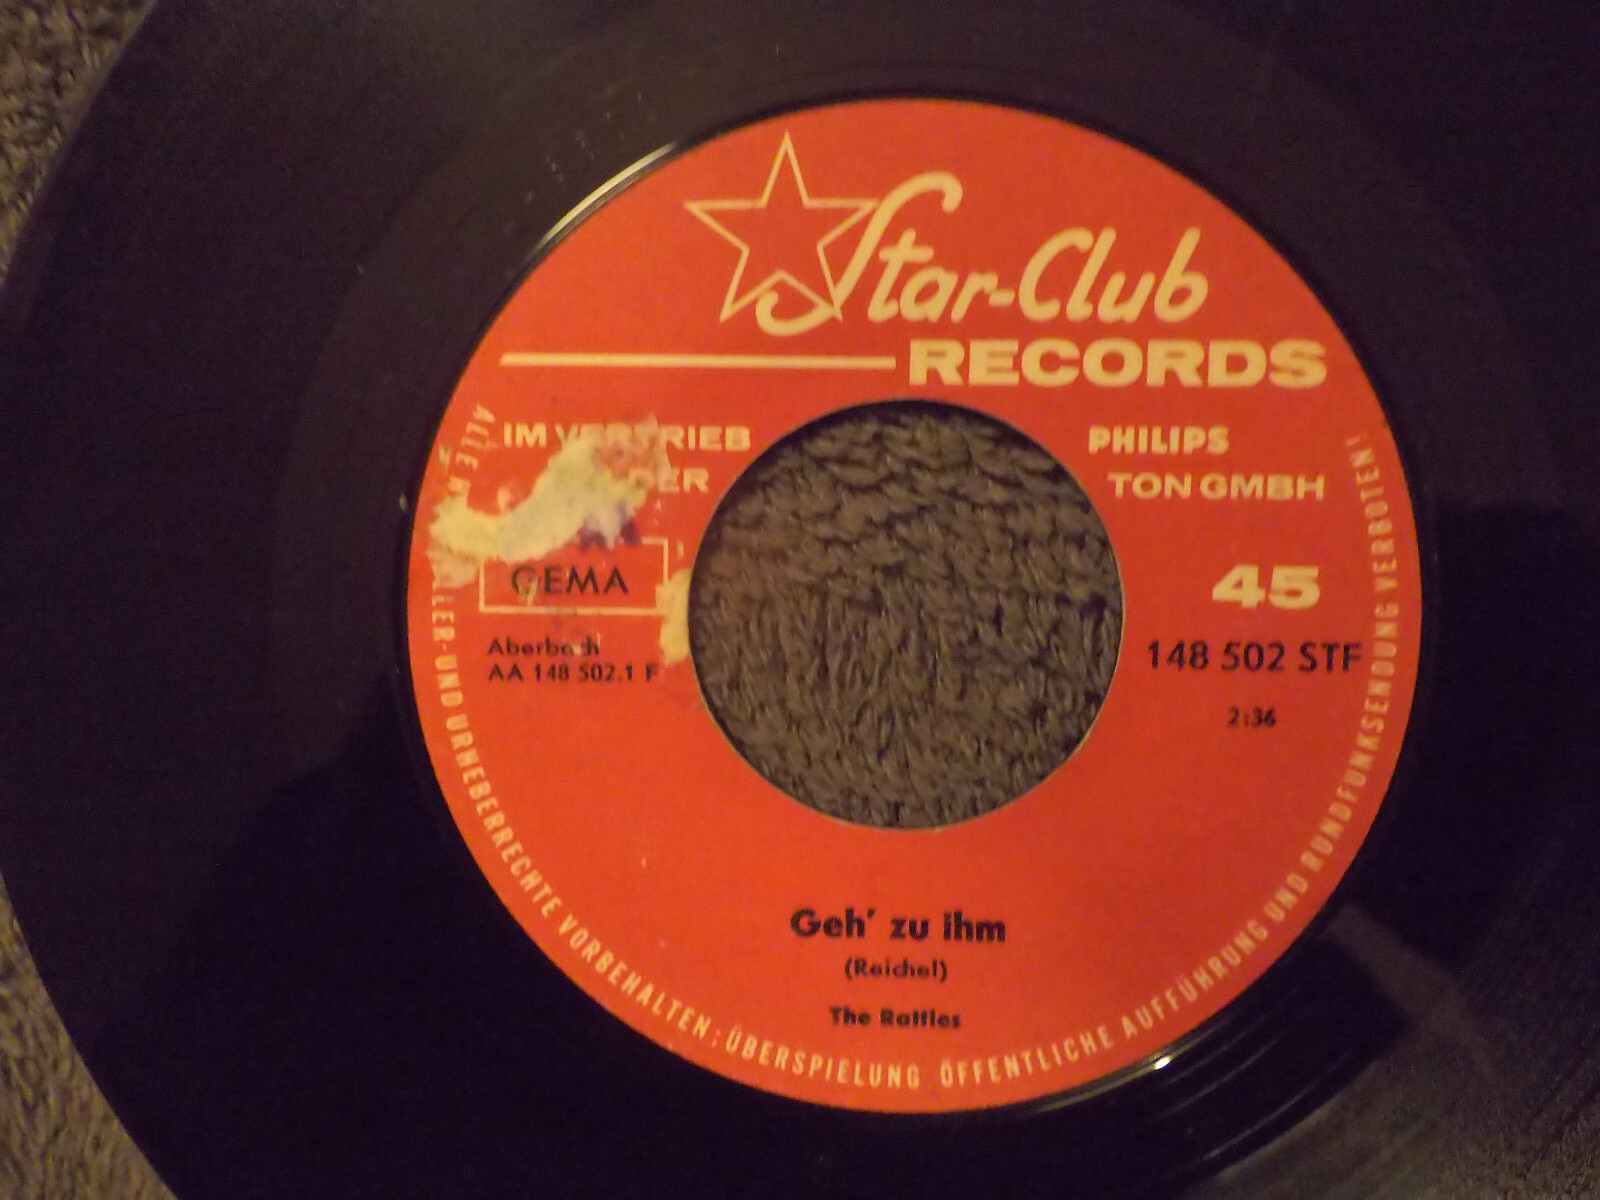 Star-Club
RECORDS
IM VERTRIEB
DER
PHILIPS
TON GMBH
GEMA
45
Aberbach
AA 148 502.1 F
148 502 STF
2:36
Geh' zu ihm
(Reichel)
The Rattles
ALLE LLER-UND URHEBERRECHTE VORBEHALTEN; ÜBERSPIELUNG ÖFFENTLICHE AUFFÜHRUNG UND RUNDFUNKSENDUNG VERBOTEN!